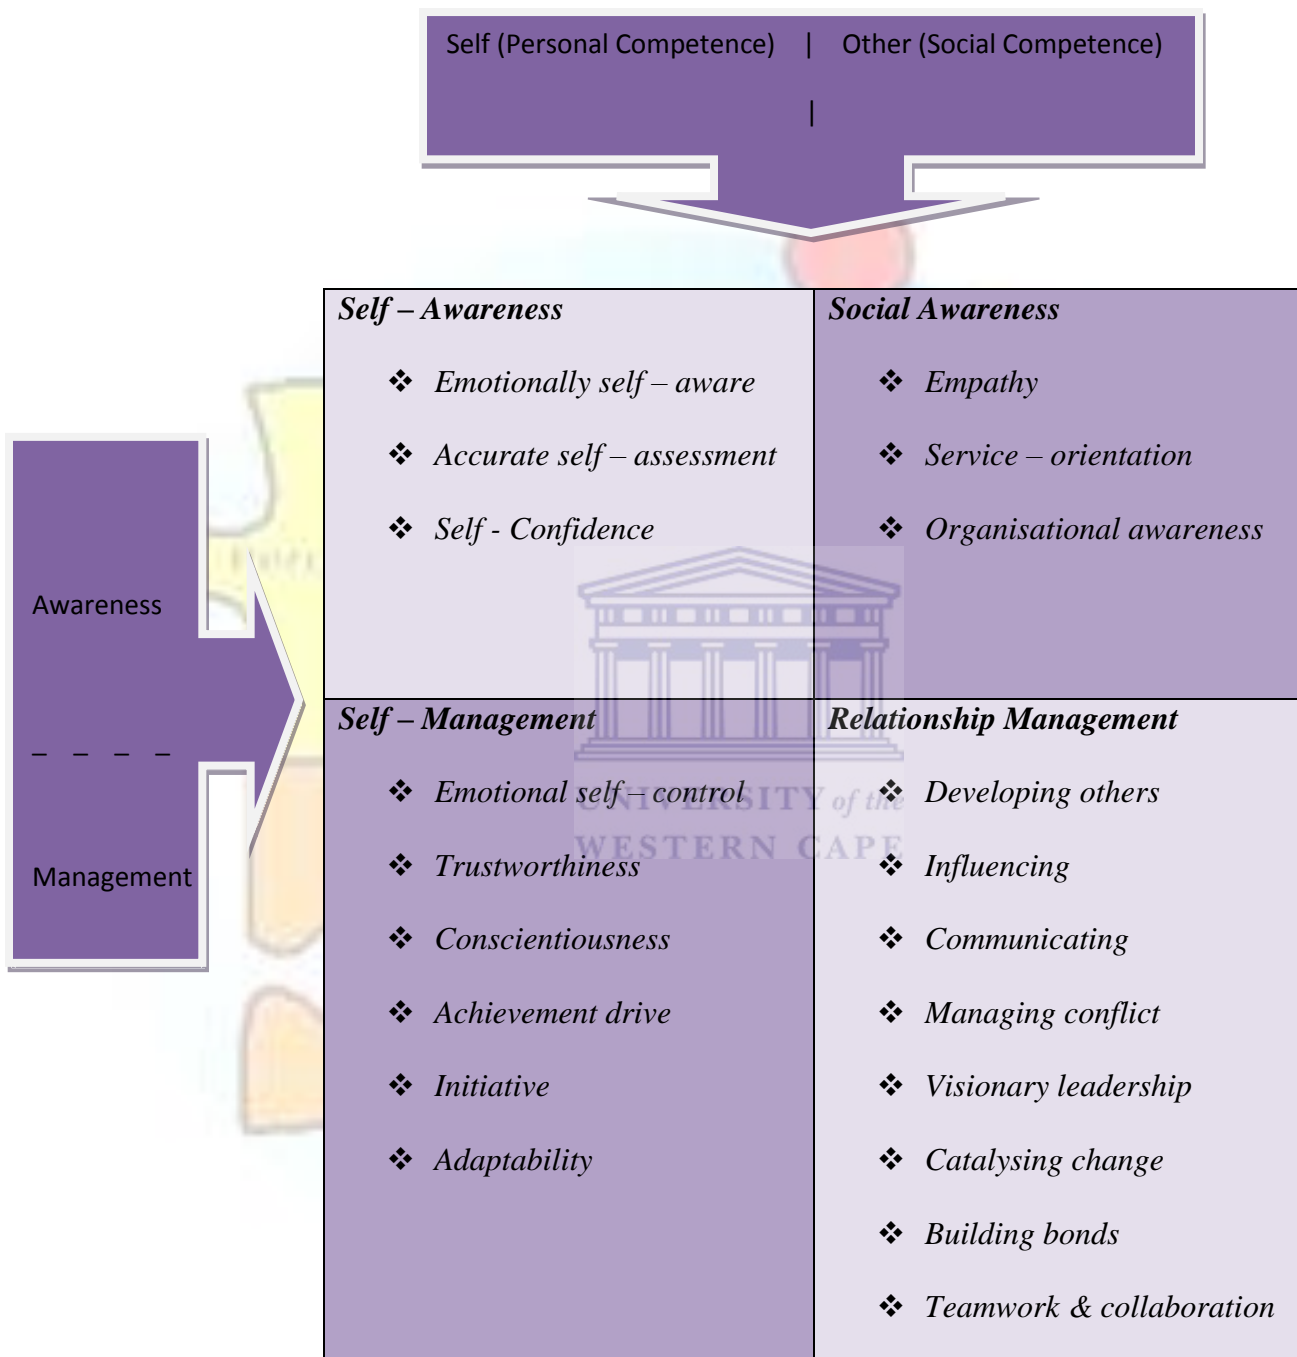 Self (Personal Competence) | Other (Social Competence)
|
Awareness
_ _ _ _
Management
Self – Awareness
❖ Emotionally self – aware
❖ Accurate self – assessment
❖ Self - Confidence
Social Awareness
❖ Empathy
❖ Service – orientation
❖ Organisational awareness
Self – Management
❖ Emotional self – control
❖ Trustworthiness
❖ Conscientiousness
❖ Achievement drive
❖ Initiative
❖ Adaptability
Relationship Management
❖ Developing others
❖ Influencing
❖ Communicating
❖ Managing conflict
❖ Visionary leadership
❖ Catalysing change
❖ Building bonds
❖ Teamwork & collaboration
UNIVERSITY of the
WESTERN CAPE